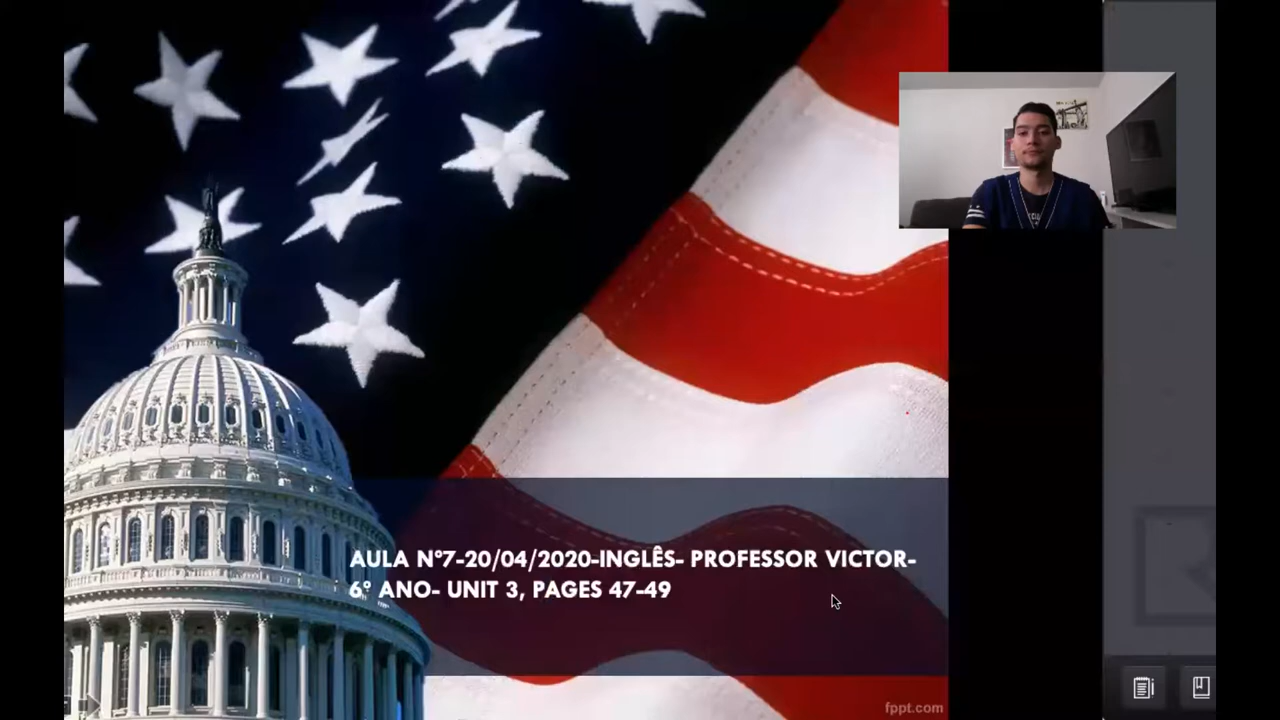 AULA Nº7-20/04/2020-INGLÊS- PROFESSOR VICTOR-
6º ANO- UNIT 3, PAGES 47-49
fppt.com